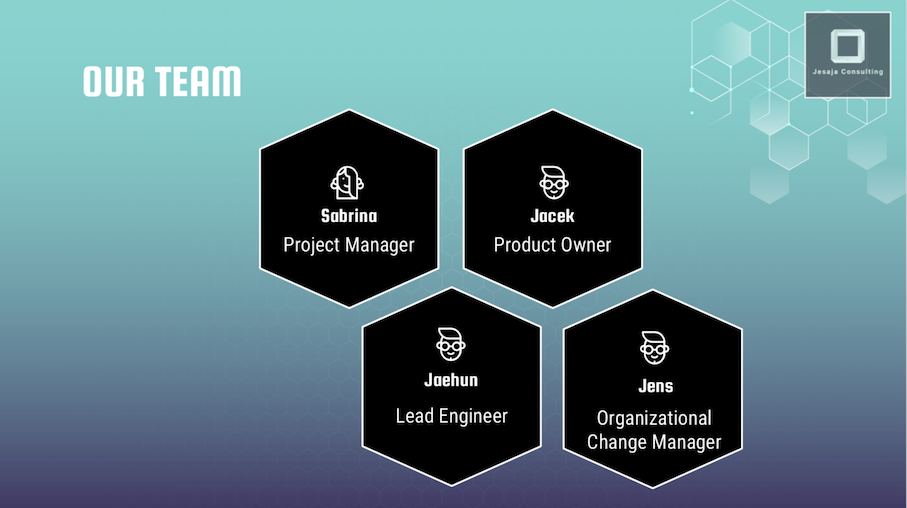 OUR TEAM
Jesaja Consulting
Sabrina
Project Manager
Jacek
Product Owner
Jaehun
Lead Engineer
Jens
Organizational
Change Manager